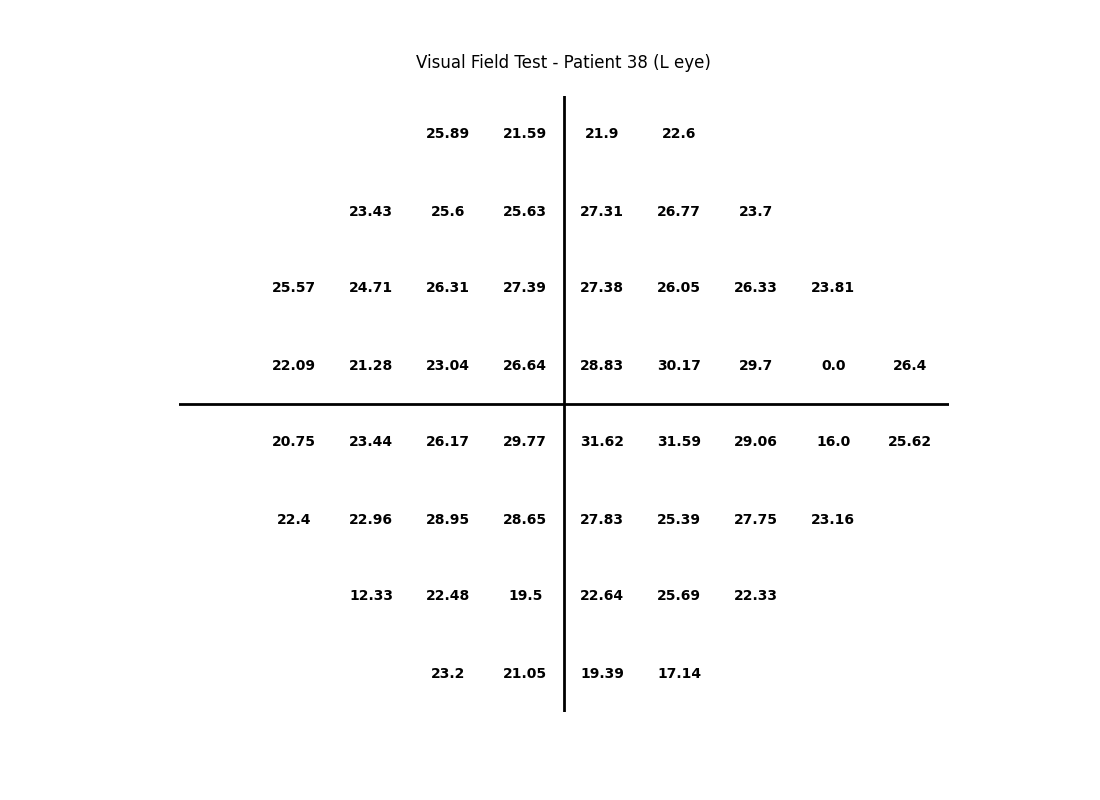 Visual Field Test - Patient 38 (L eye)
25.89 21.59 21.9 22.6
23.43 25.6 25.63 27.31 26.77 23.7
25.57 24.71 26.31 27.39 27.38 26.05 26.33 23.81
22.09 21.28 23.04 26.64 28.83 30.17 29.7 0.0 26.4
20.75 23.44 26.17 29.77 31.62 31.59 29.06 16.0 25.62
22.4 22.96 28.95 28.65 27.83 25.39 27.75 23.16
12.33 22.48 19.5 22.64 25.69 22.33
23.2 21.05 19.39 17.14